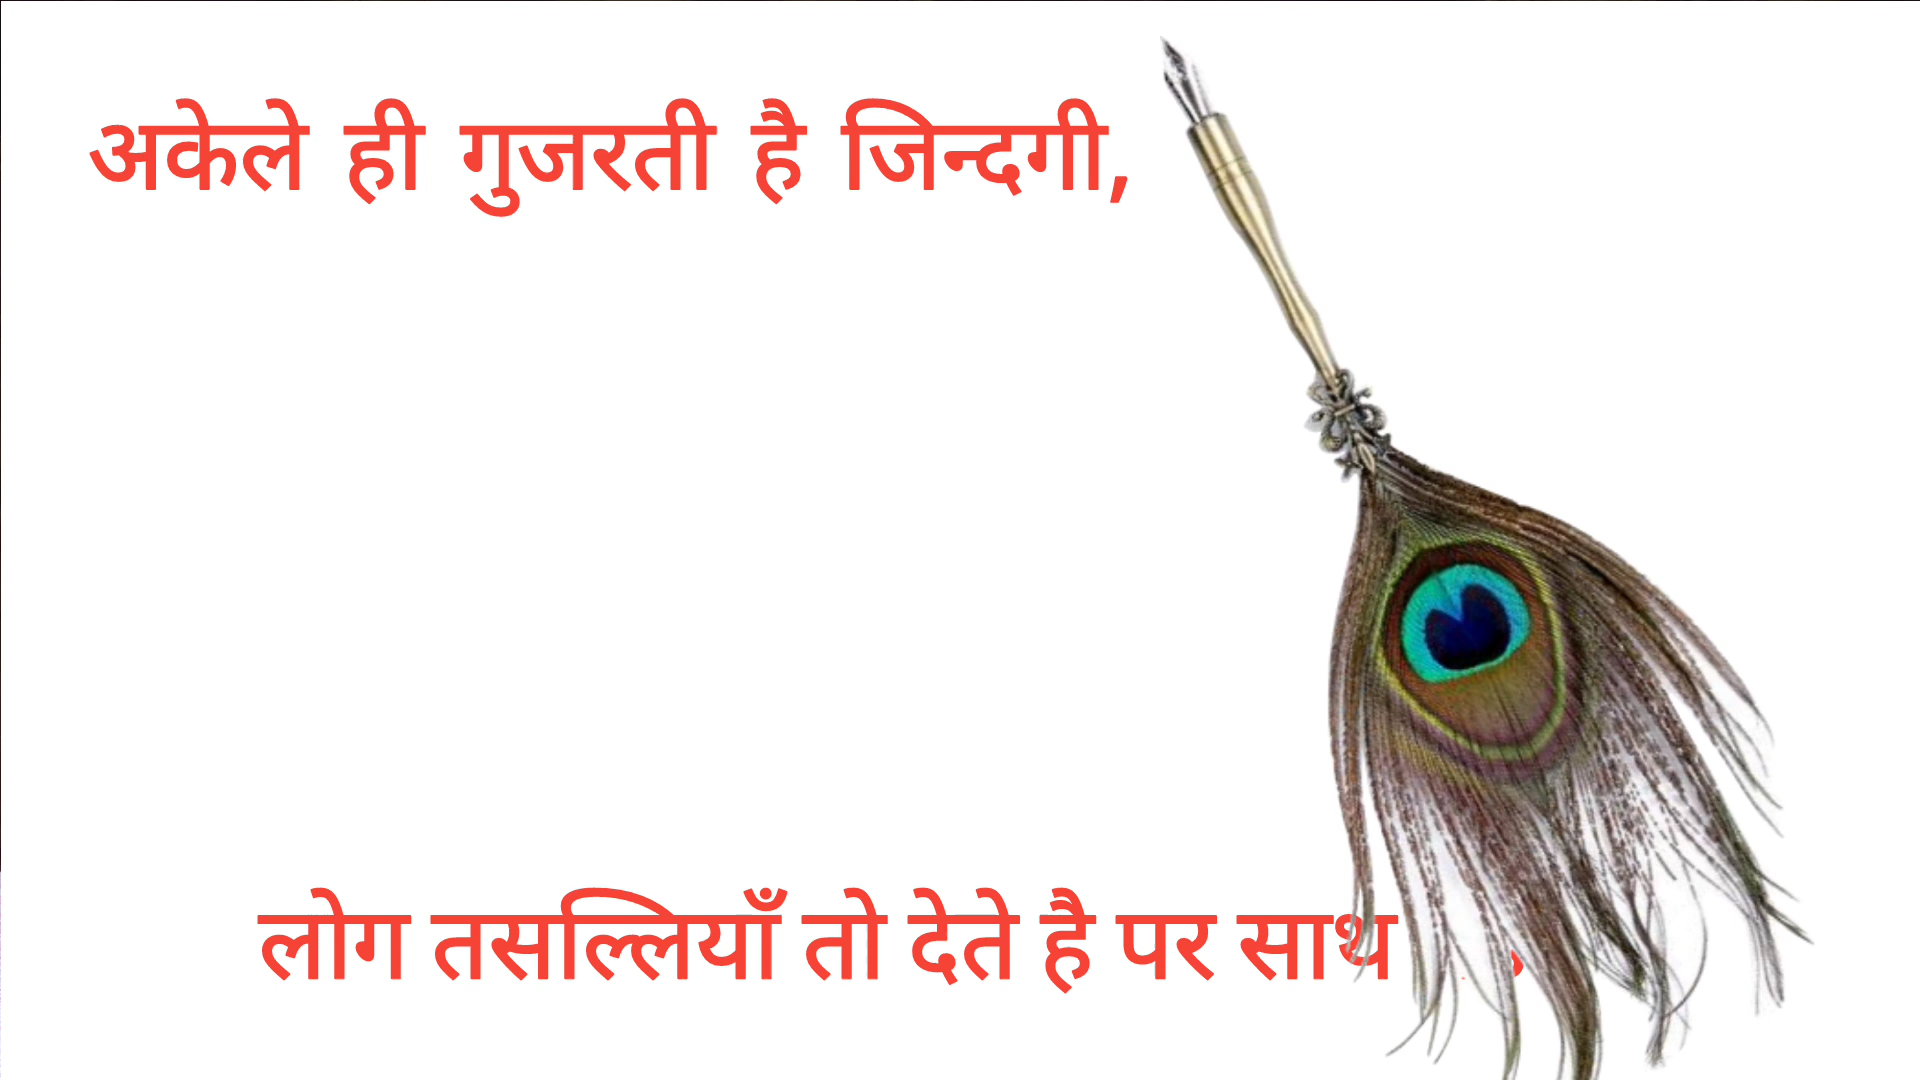 अकेले ही गुजरती है जिन्दगी,
लोग तसल्लियाँ तो देते है पर साथ